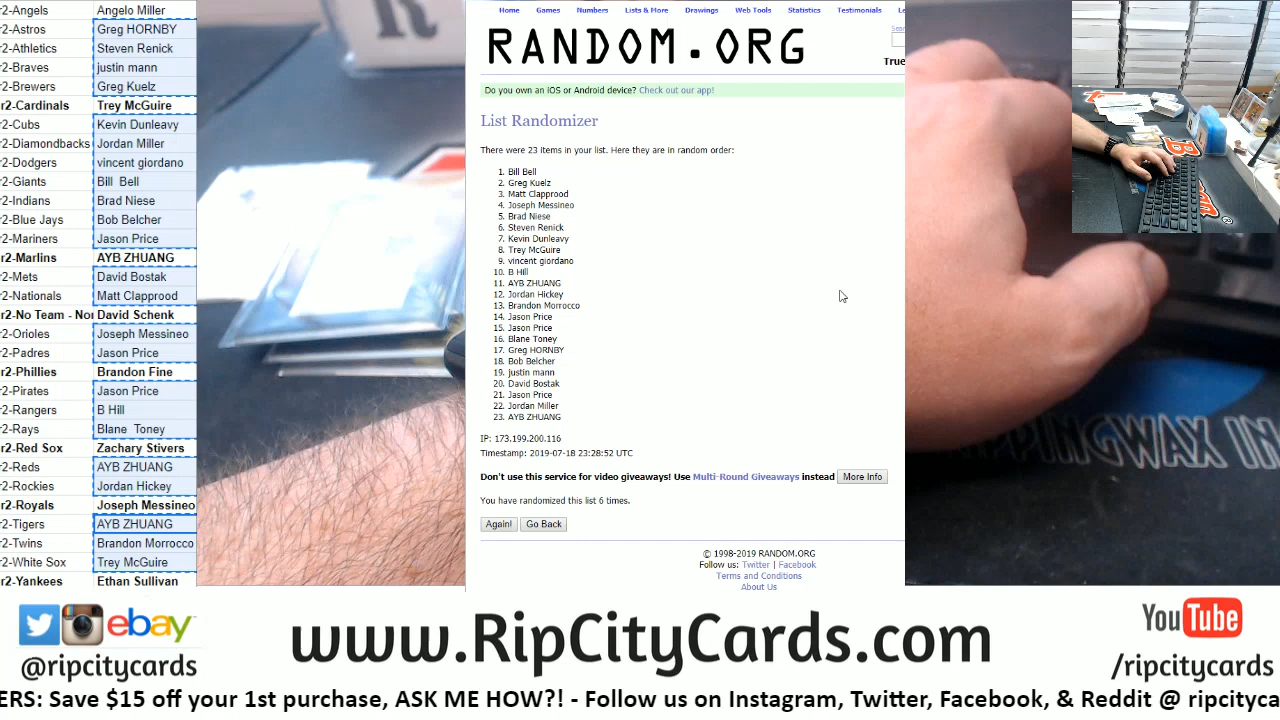 r2-Angels Angelo Miller
r2-Astros Greg HORNBY
r2-Athletics Steven Renick
r2-Braves justin mann
r2-Brewers Greg Kuelz
r2-Cardinals Trey McGuire
r2-Cubs Kevin Dunleavy
r2-Diamondbacks Jordan Miller
r2-Dodgers vincent giordano
r2-Giants Bill Bell
r2-Indians Brad Niese
r2-Blue Jays Bob Belcher
r2-Mariners Jason Price
r2-Marlins AYB ZHUANG
r2-Mets David Bostak
r2-Nationals Matt Clapprood
r2-No Team - Nor David Schenk
r2-Orioles Joseph Messineo
r2-Padres Jason Price
r2-Phillies Brandon Fine
r2-Pirates Jason Price
r2-Rangers B Hill
r2-Rays Blane Toney
r2-Red Sox Zachary Stivers
r2-Reds AYB ZHUANG
r2-Rockies Jordan Hickey
r2-Royals Joseph Messineo
r2-Tigers AYB ZHUANG
r2-Twins Brandon Morrocco
r2-White Sox Trey McGuire
r2-Yankees Ethan Sullivan
Home Games Numbers Lists & More Drawings Web Tools Statistics Testimonials Le
RANDOM.ORG
Sear
True
Do you own an iOS or Android device? Check out our app!
List Randomizer
There were 23 items in your list. Here they are in random order:
1. Bill Bell
2. Greg Kuelz
3. Matt Clapprood
4. Joseph Messineo
5. Brad Niese
6. Steven Renick
7. Kevin Dunleavy
8. Trey McGuire
9. vincent giordano
10. B Hill
11. AYB ZHUANG
12. Jordan Hickey
13. Brandon Morrocco
14. Jason Price
15. Jason Price
16. Blane Toney
17. Greg HORNBY
18. Bob Belcher
19. justin mann
20. David Bostak
21. Jason Price
22. Jordan Miller
23. AYB ZHUANG
IP: 173.199.200.116
Timestamp: 2019-07-18 23:28:52 UTC
Don't use this service for video giveaways! Use Multi-Round Giveaways instead More Info
You have randomized this list 6 times.
Again! Go Back
© 1998-2019 RANDOM.ORG
Follow us: Twitter | Facebook
Terms and Conditions
About Us
RIPPINGWAX IN
ebay
@ripcitycards
www.RipCityCards.com
YouTube
/ripcitycards
ERS: Save $15 off your 1st purchase, ASK ME HOW?! - Follow us on Instagram, Twitter, Facebook, & Reddit @ ripcityca